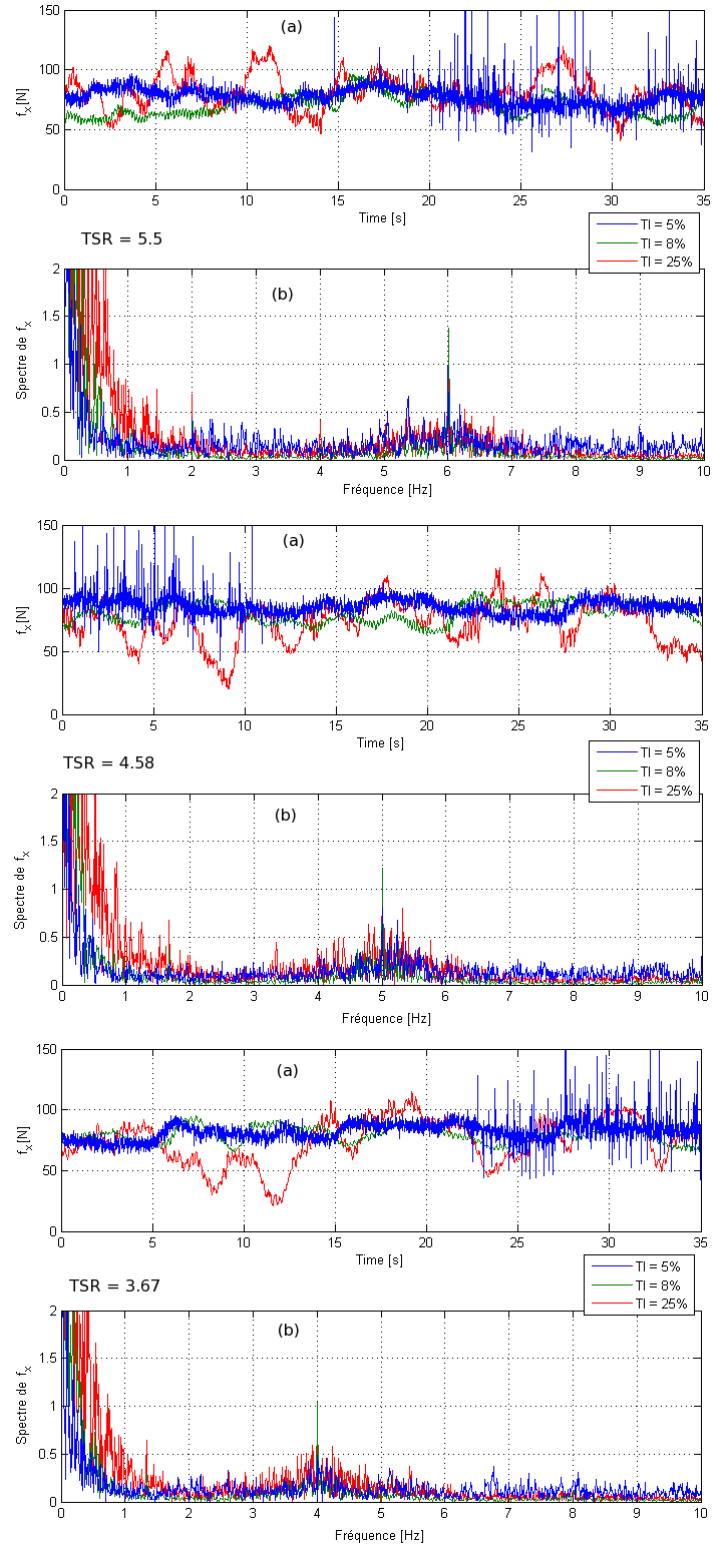 (a)
f_x[N]
150
100
50
0
0 5 10 15 20 25 30 35
Time [s]
TSR = 5.5
TI = 5%
TI = 8%
TI = 25%
(b)
Spectre de f_x
2
1.5
1
0.5
0
0 1 2 3 4 5 6 7 8 9 10
Fréquence [Hz]
(a)
f_x[N]
150
100
50
0
0 5 10 15 20 25 30 35
Time [s]
TSR = 4.58
TI = 5%
TI = 8%
TI = 25%
(b)
Spectre de f_x
2
1.5
1
0.5
0
0 1 2 3 4 5 6 7 8 9 10
Fréquence [Hz]
(a)
f_x[N]
150
100
50
0
0 5 10 15 20 25 30 35
Time [s]
TSR = 3.67
TI = 5%
TI = 8%
TI = 25%
(b)
Spectre de f_x
2
1.5
1
0.5
0
0 1 2 3 4 5 6 7 8 9 10
Fréquence [Hz]